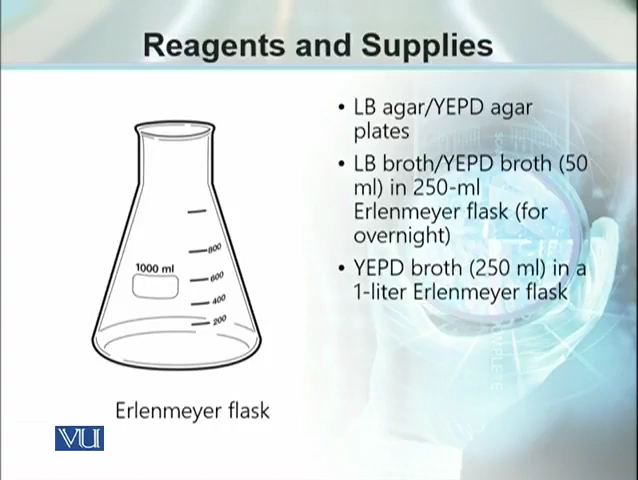 Reagents and Supplies
• LB agar/YEPD agar
plates
• LB broth/YEPD broth (50
ml) in 250-ml
Erlenmeyer flask (for
overnight)
• YEPD broth (250 ml) in a
1-liter Erlenmeyer flask
1000 ml
800
600
400
200
Erlenmeyer flask
VU